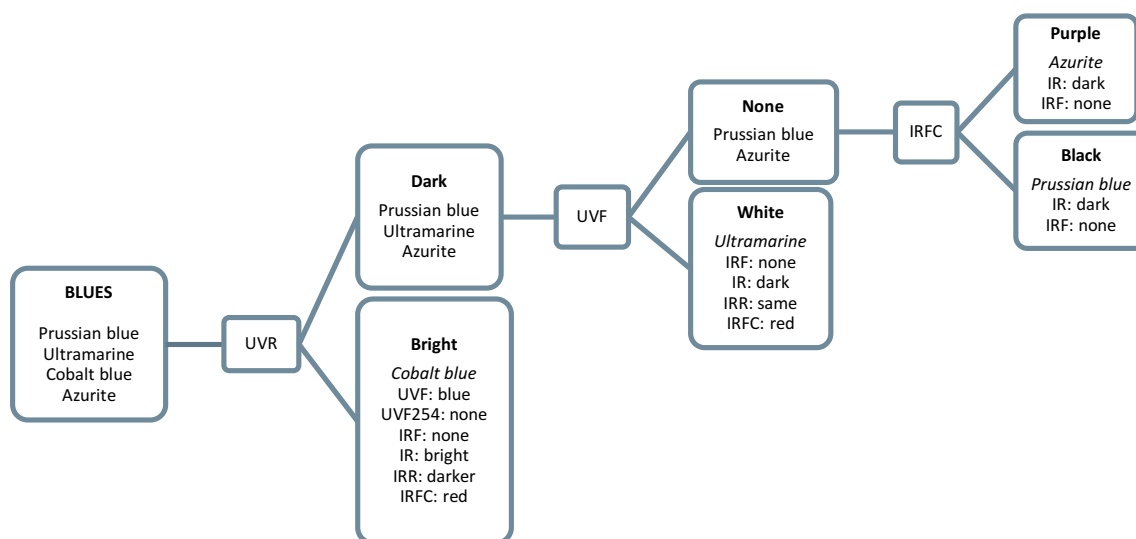 BLUES
Prussian blue
Ultramarine
Cobalt blue
Azurite
UVR
Dark
Prussian blue
Ultramarine
Azurite
Bright
Cobalt blue
UVF: blue
UVF254: none
IRF: none
IR: bright
IRR: darker
IRFC: red
UVF
None
Prussian blue
Azurite
White
Ultramarine
IRF: none
IR: dark
IRR: same
IRFC: red
IRFC
Purple
Azurite
IR: dark
IRF: none
Black
Prussian blue
IR: dark
IRF: none